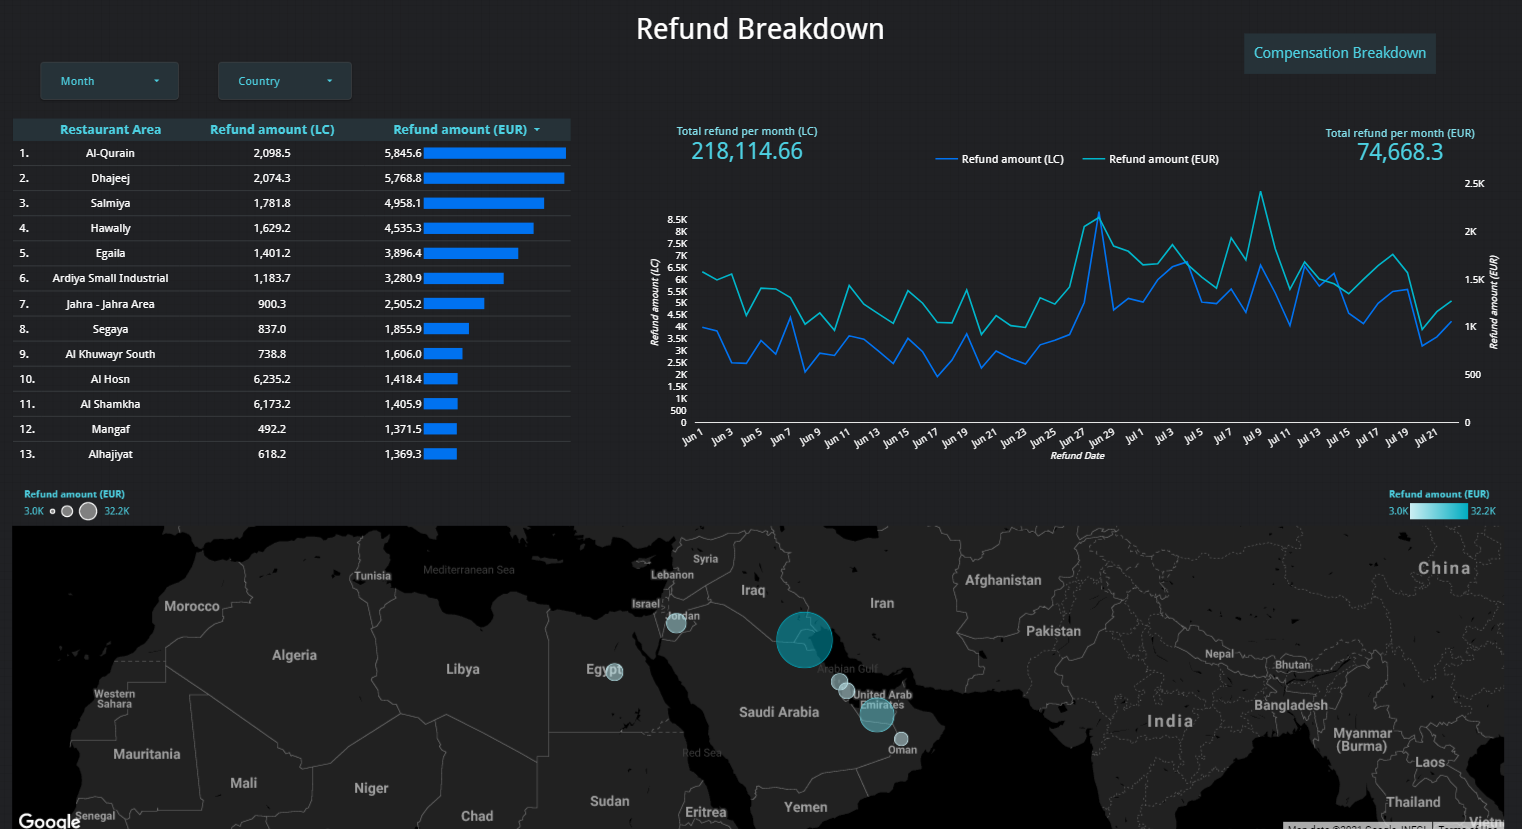 Refund Breakdown
Compensation Breakdown
Month
Country
Restaurant Area Refund amount (LC) Refund amount (EUR)
1. Al-Qurain 2,098.5 5,845.6
2. Dhajeej 2,074.3 5,768.8
3. Salmiya 1,781.8 4,958.1
4. Hawally 1,629.2 4,535.3
5. Egaila 1,401.2 3,896.4
6. Ardiya Small Industrial 1,183.7 3,280.9
7. Jahra - Jahra Area 900.3 2,505.2
8. Segaya 837.0 1,855.9
9. Al Khuwayr South 738.8 1,606.0
10. Al Hosn 6,235.2 1,418.4
11. Al Shamkha 6,173.2 1,405.9
12. Mangaf 492.2 1,371.5
13. Alhajiyat 618.2 1,369.3
Total refund per month (LC)
218,114.66
Refund amount (LC) Refund amount (EUR)
Total refund per month (EUR)
74,668.3
Refund amount (LC)
8.5K
8K
7.5K
7K
6.5K
6K
5.5K
5K
4.5K
4K
3.5K
3K
2.5K
2K
1.5K
1K
500
0
2.5K
2K
1.5K
1K
500
0
Refund amount (EUR)
Jun 1 Jun 3 Jun 5 Jun 7 Jun 9 Jun 11 Jun 13 Jun 15 Jun 17 Jun 19 Jun 21 Jun 23 Jun 25 Jun 27 Jun 29 Jul 1 Jul 3 Jul 5 Jul 7 Jul 9 Jul 11 Jul 13 Jul 15 Jul 17 Jul 19 Jul 21
Refund Date
Refund amount (EUR)
3.0K 32.2K
Refund amount (EUR)
3.0K 32.2K
Mediterranean Sea
Tunisia
Syria
Lebanon
Iraq
Israel
Jordan
Iran
Afghanistan
China
Morocco
Pakistan
Algeria
Libya
Egypt
Arabian Gulf
Nepal
Bhutan
Western
Sahara
United Arab
Emirates
Saudi Arabia
Bangladesh
India
Myanmar
(Burma)
Mauritania
Red Sea
Oman
Laos
Mali
Niger
Sudan
Yemen
Thailand
Senegal
Chad
Eritrea
Google